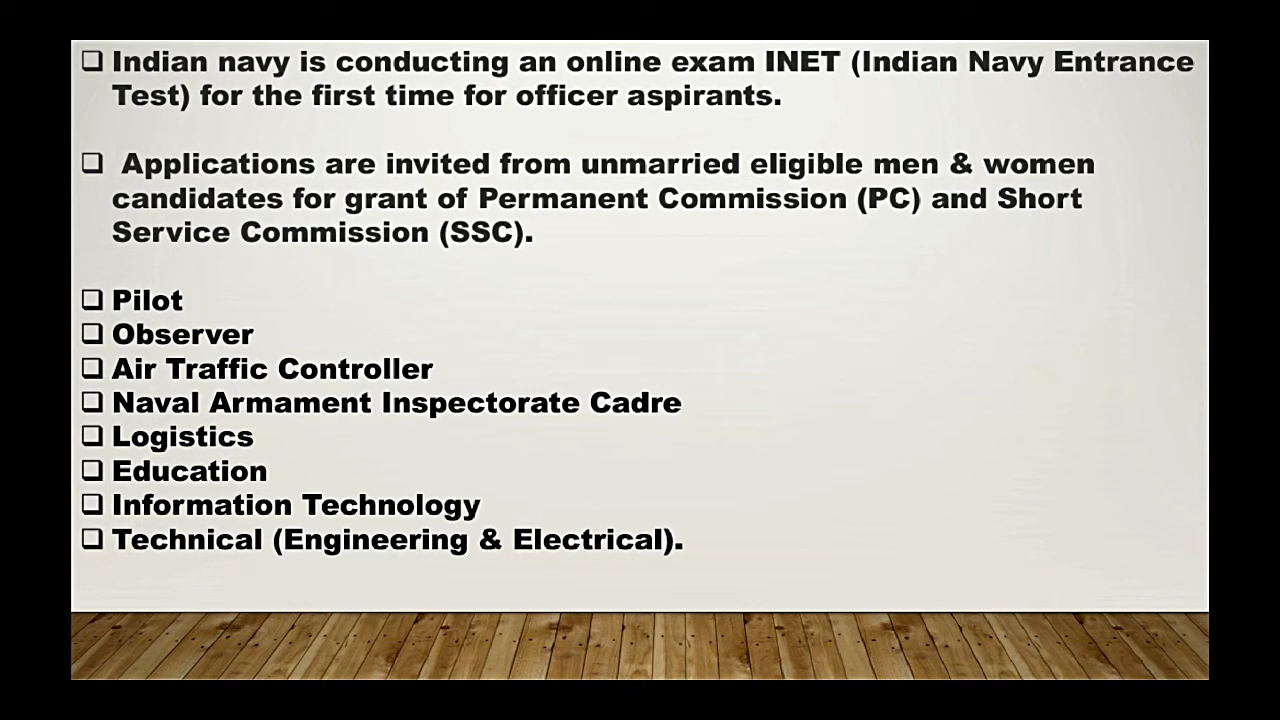 Indian navy is conducting an online exam INET (Indian Navy Entrance
Test) for the first time for officer aspirants.
Applications are invited from unmarried eligible men & women
candidates for grant of Permanent Commission (PC) and Short
Service Commission (SSC).
Pilot
Observer
Air Traffic Controller
Naval Armament Inspectorate Cadre
Logistics
Education
Information Technology
Technical (Engineering & Electrical).